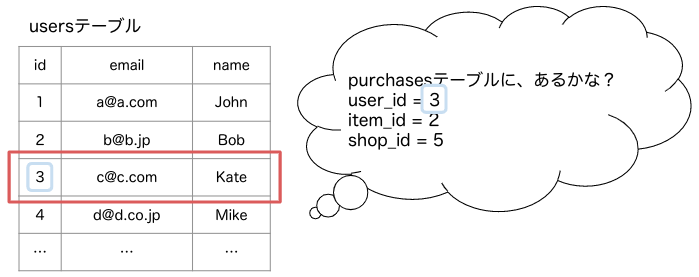 usersテーブル
id email name
1 a@a.com John
2 b@b.jp Bob
3 c@c.com Kate
4 d@d.co.jp Mike
… … …
purchasesテーブルに、あるかな？
user_id = 3
item_id = 2
shop_id = 5